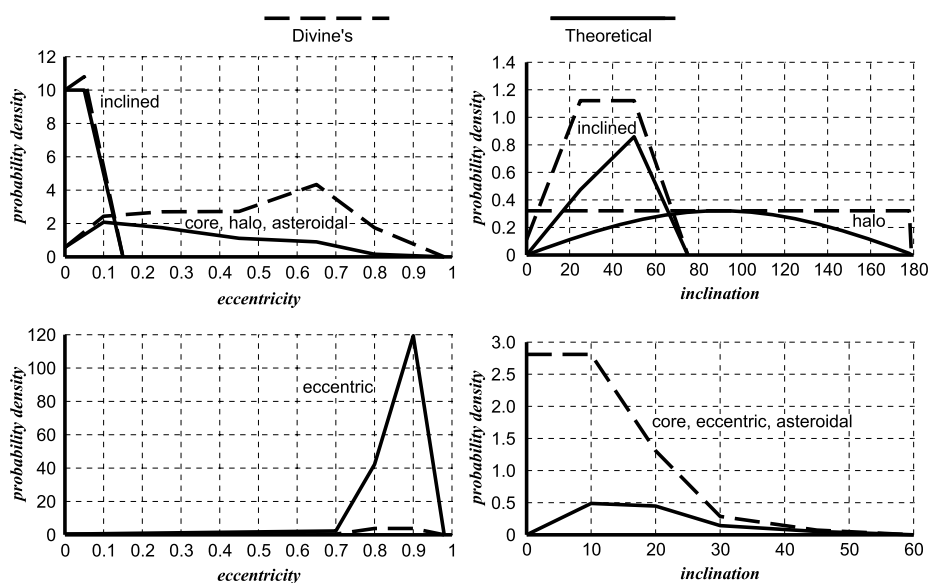 Divine's
Theoretical
12
10
8
6
4
2
0
probability density
inclined
core, halo, asteroidal
0 0.1 0.2 0.3 0.4 0.5 0.6 0.7 0.8 0.9 1
eccentricity
1.4
1.2
1.0
0.8
0.6
0.4
0.2
0
probability density
inclined
halo
0 20 40 60 80 100 120 140 160 180
inclination
120
100
80
60
40
20
0
probability density
eccentric
0 0.1 0.2 0.3 0.4 0.5 0.6 0.7 0.8 0.9 1
eccentricity
3.0
2.5
2.0
1.5
1.0
0.5
0
probability density
core, eccentric, asteroidal
0 10 20 30 40 50 60
inclination